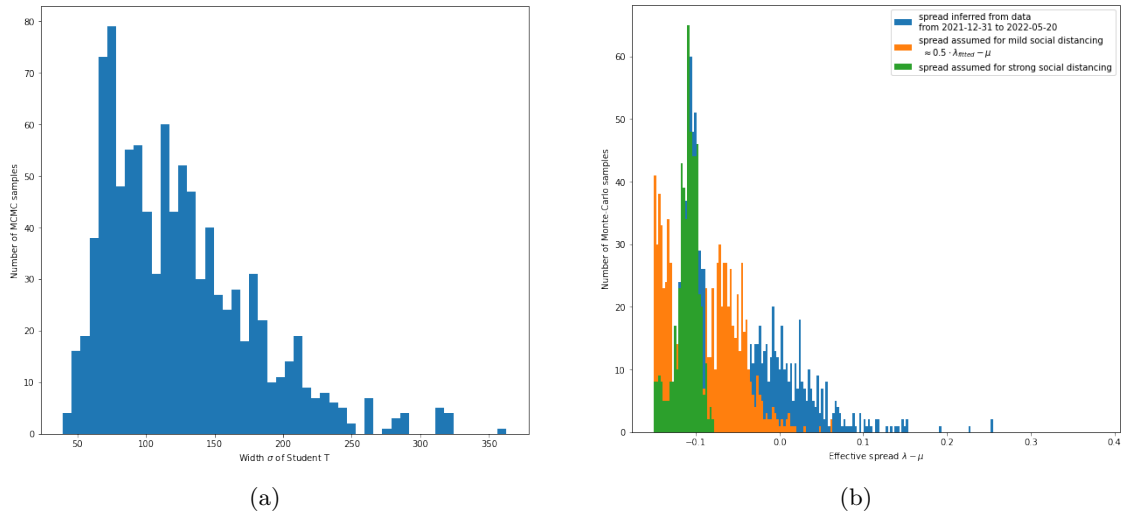 80
70
60
50
40
30
20
10
0
Number of MCMC samples
50
100
150
200
250
300
350
Width σ of Student T
(a)
60
50
40
30
20
10
0
Number of Monte-Carlo samples
spread inferred from data
from 2021-12-31 to 2022-05-20
spread assumed for mild social distancing
≈0.5 · λfitted − μ
spread assumed for strong social distancing
−0.1
0.0
0.1
0.2
0.3
0.4
Effective spread λ − μ
(b)